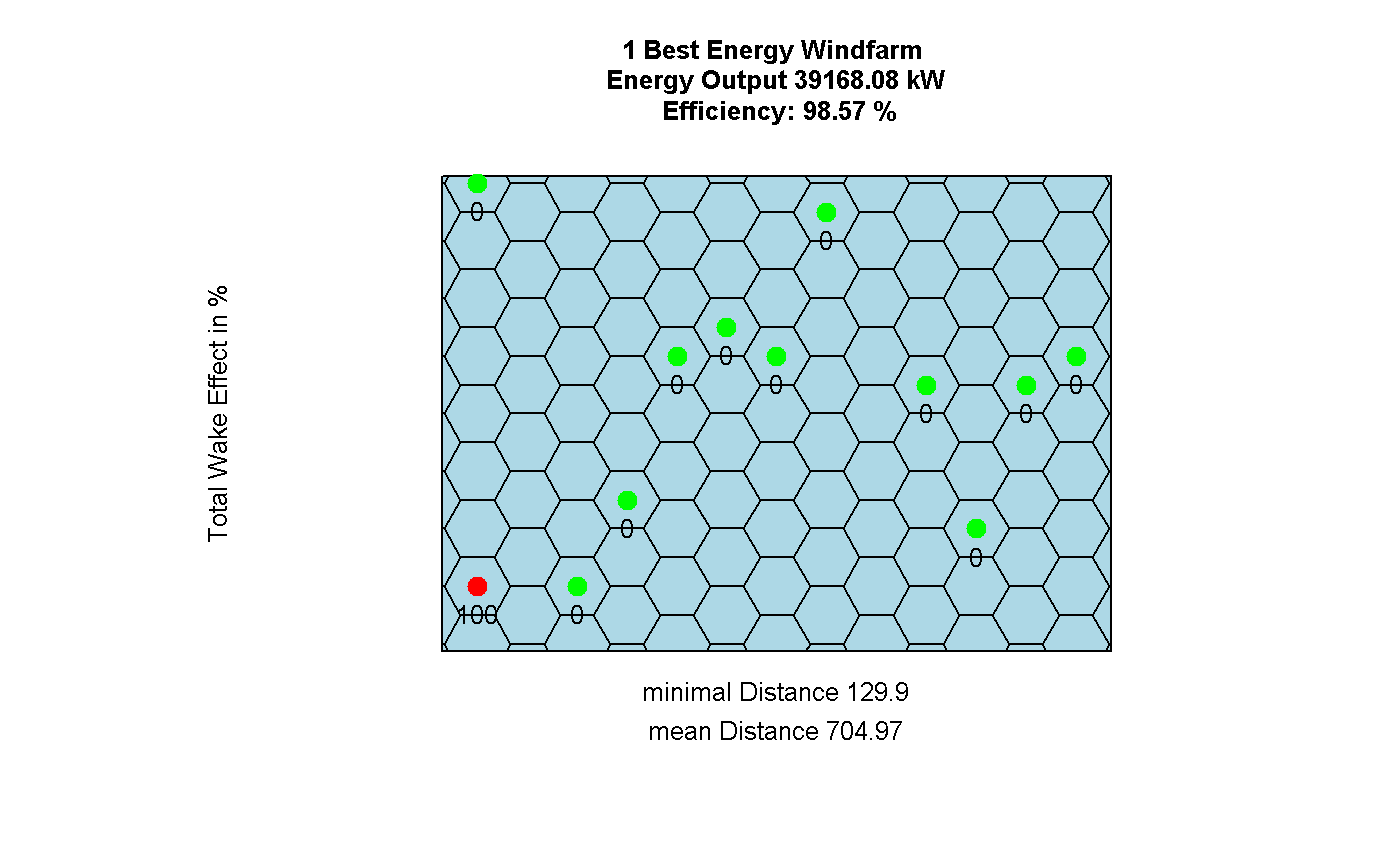 1 Best Energy Windfarm
Energy Output 39168.08 kW
Efficiency: 98.57 %
Total Wake Effect in %
0
0
0
0
0
0
0
0
0
0
0
100
0
minimal Distance 129.9
mean Distance 704.97